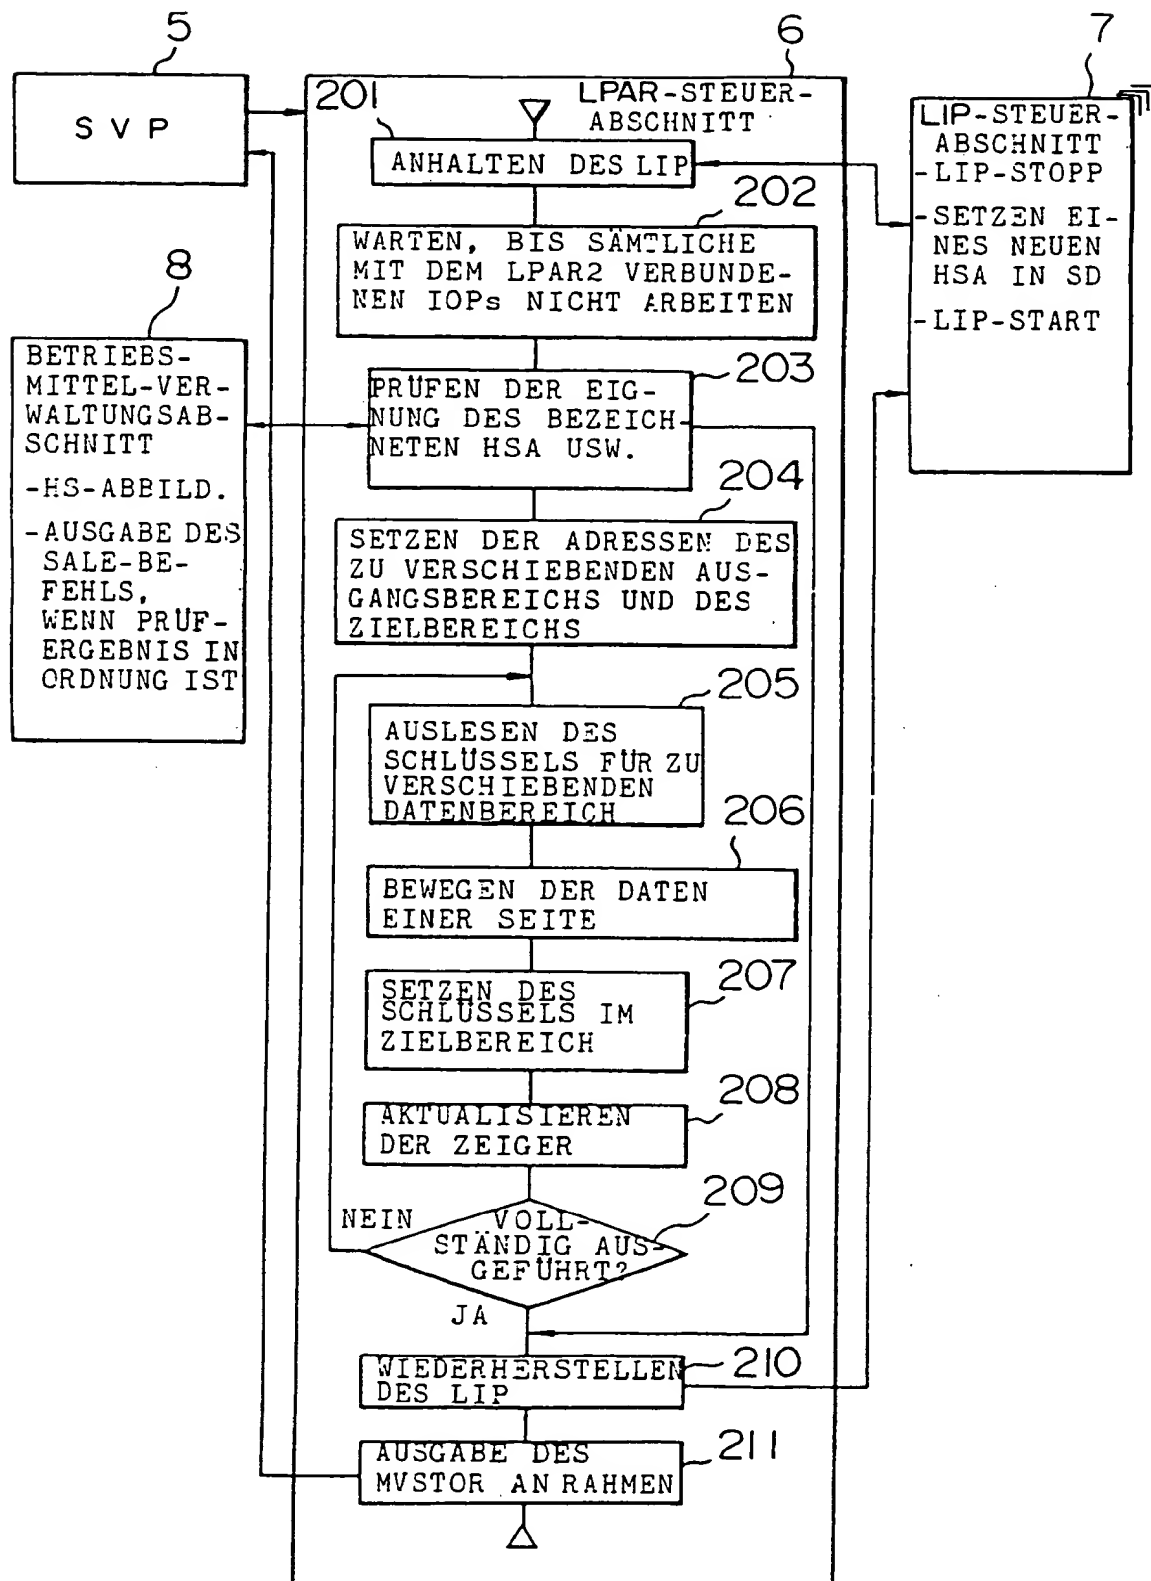 5
SVP
6
LPAR-STEUER-
ABSCHNITT
7
LIP-STEUER-
ABSCHNITT
-LIP-STOPP
-SETZEN EI-
NES NEUEN
HSA IN SD
-LIP-START
201
ANHALTEN DES LIP
202
WARTEN, BIS SÄMTLICHE
MIT DEM LPAR2 VERBUNDE-
NEN IOPs NICHT ARBEITEN
8
BETRIEBS-
MITTEL-VER-
WALTUNGSAB-
SCHNITT
-HS-ABBILD.
-AUSGABE DES
SALE-BE-
FEHLS,
WENN PRÜF-
ERGEBNIS IN
ORDNUNG IST
203
PRÜFEN DER EIG-
NUNG DES BEZEICH-
NETEN HSA USW.
204
SETZEN DER ADRESSEN DES
ZU VERSCHIEBENDEN AUS-
GANGSBEREICHS UND DES
ZIELBEREICHS
205
AUSLESEN DES
SCHLÜSSELS FÜR ZU
VERSCHIEBENDEN
DATENBEREICH
206
BEWEGEN DER DATEN
EINER SEITE
207
SETZEN DES
SCHLÜSSELS IM
ZIELBEREICH
208
AKTUALISIEREN
DER ZEIGER
209
NEIN
VOLL-
STÄNDIG AUS-
GEFÜHRT?
JA
210
WIEDERHERSTELLEN
DES LIP
211
AUSGABE DES
MVSTOR AN RAHMEN